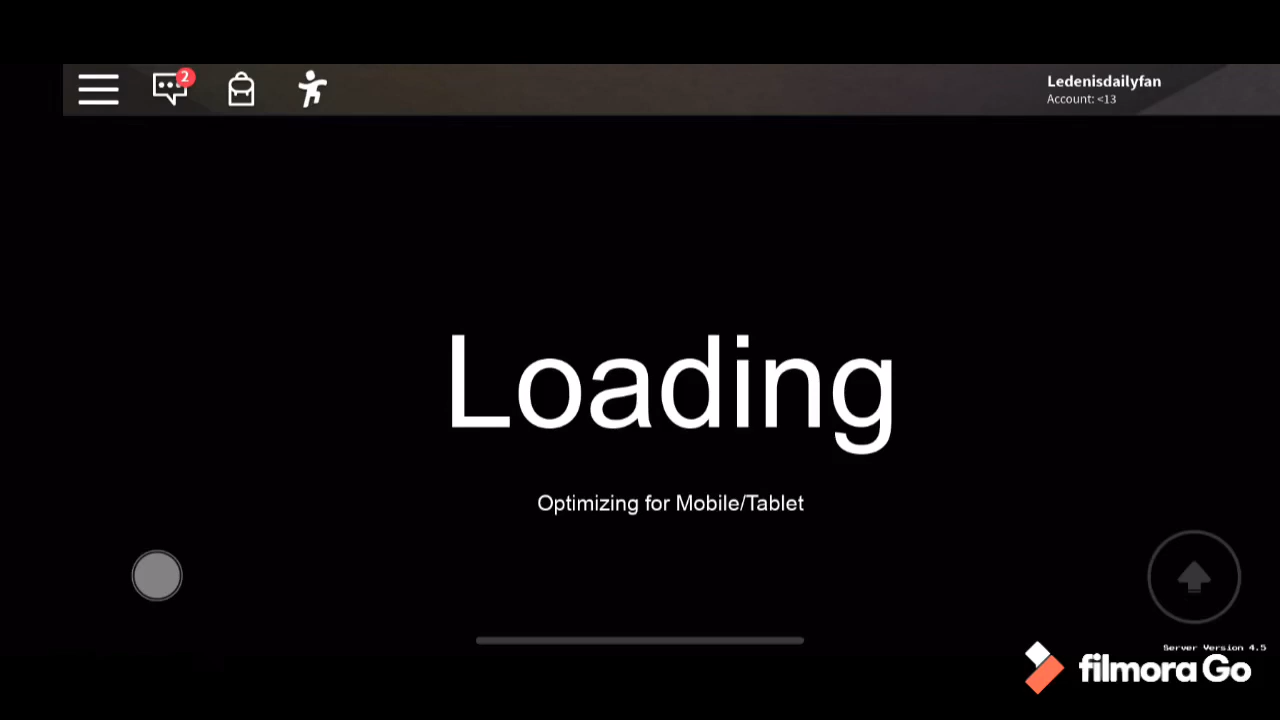 2
Ledenisdailyfan
Account: <13
Loading
Optimizing for Mobile/Tablet
Server Version 4.5
filmora Go